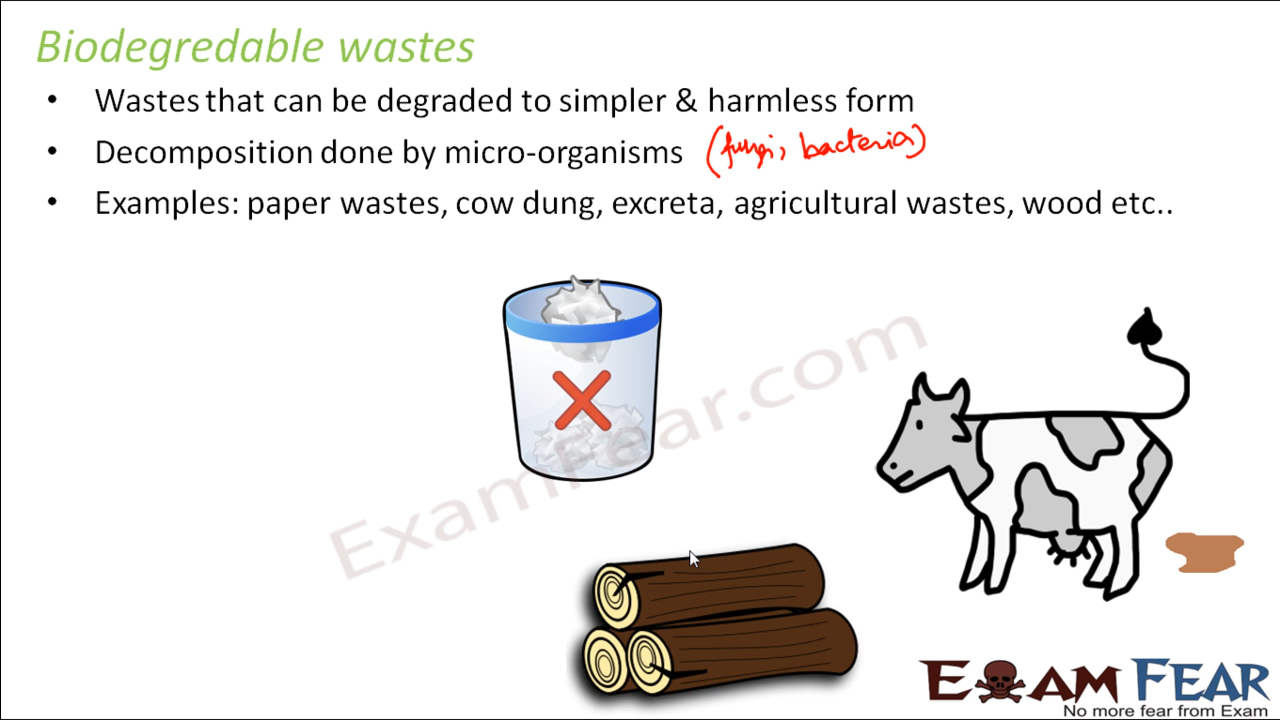 Biodegredable wastes
• Wastes that can be degraded to simpler & harmless form
• Decomposition done by micro-organisms (fungi, bacteria)
• Examples: paper wastes, cow dung, excreta, agricultural wastes, wood etc..
ExamFear.com
EXAM FEAR
No more fear from Exam